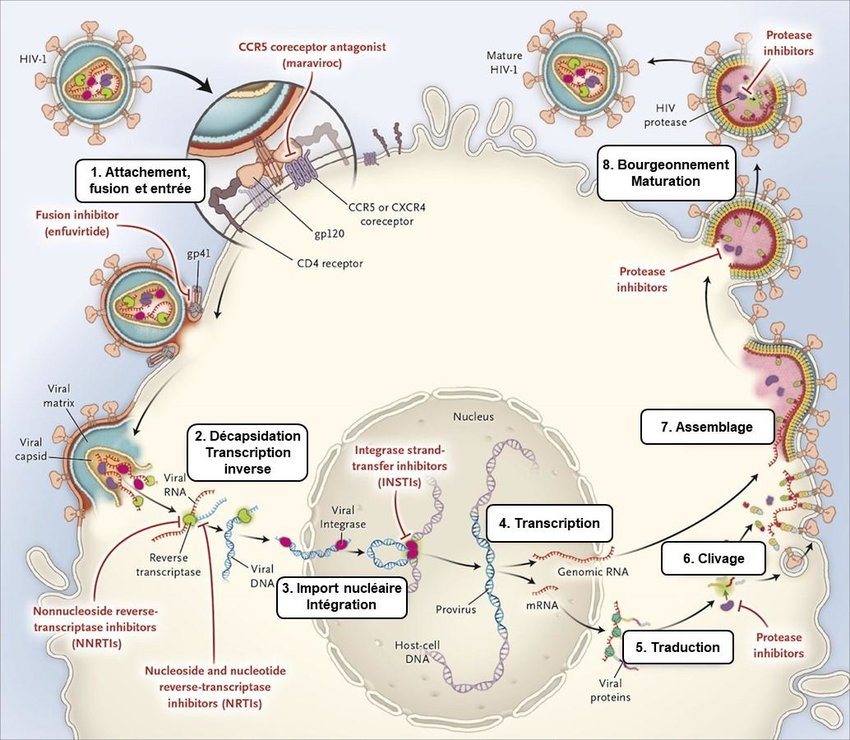 HIV-1
CCR5 coreceptor antagonist
(maraviroc)
1. Attachement,
fusion et entrée
CCR5 or CXCR4
coreceptor
gp120
CD4 receptor
Fusion inhibitor
(enfuvirtide)
gp41
Viral
matrix
Viral
capsid
2. Décapsidation
Transcription
inverse
Viral
RNA
Reverse
transcriptase
Viral
DNA
Nonnucleoside reverse-
transcriptase inhibitors
(NNRTIs)
Nucleoside and nucleotide
reverse-transcriptase
inhibitors (NRTIs)
Nucleus
Integrase strand-
transfer inhibitors
(INSTIs)
Viral
Integrase
3. Import nucléaire
Intégration
4. Transcription
Genomic RNA
Provirus
mRNA
Host-cell
DNA
5. Traduction
Viral
proteins
6. Clivage
Protease
inhibitors
7. Assemblage
Protease
inhibitors
8. Bourgeonnement
Maturation
HIV
protease
Protease
inhibitors
Mature
HIV-1